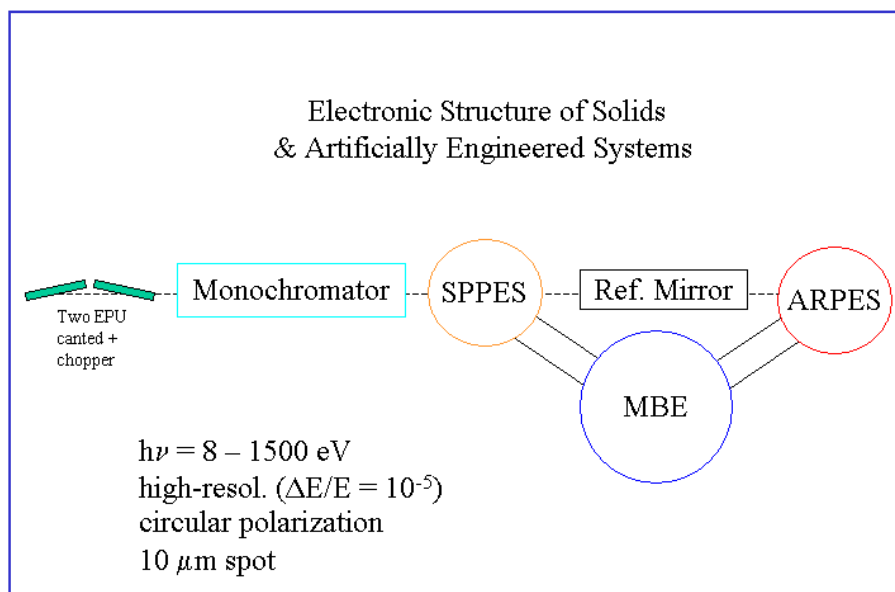 Electronic Structure of Solids
& Artificially Engineered Systems
Monochromator
SPPES
Ref. Mirror
ARPES
Two EPU
canted +
chopper
MBE
hν = 8 – 1500 eV
high-resol. (ΔE/E = 10⁻⁵)
circular polarization
10 μm spot